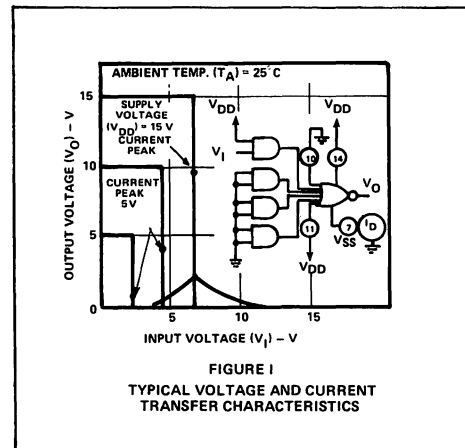 AMBIENT TEMP. (TA) = 25°C
15
SUPPLY
VOLTAGE
(VDD) = 15 V
CURRENT
PEAK
VDD
VDD
VI
10
14
10
CURRENT
PEAK
5V
VO
5
11
7
ID
VSS
VDD
0
5
10
15
OUTPUT VOLTAGE (VO) – V
INPUT VOLTAGE (VI) – V
FIGURE I
TYPICAL VOLTAGE AND CURRENT
TRANSFER CHARACTERISTICS